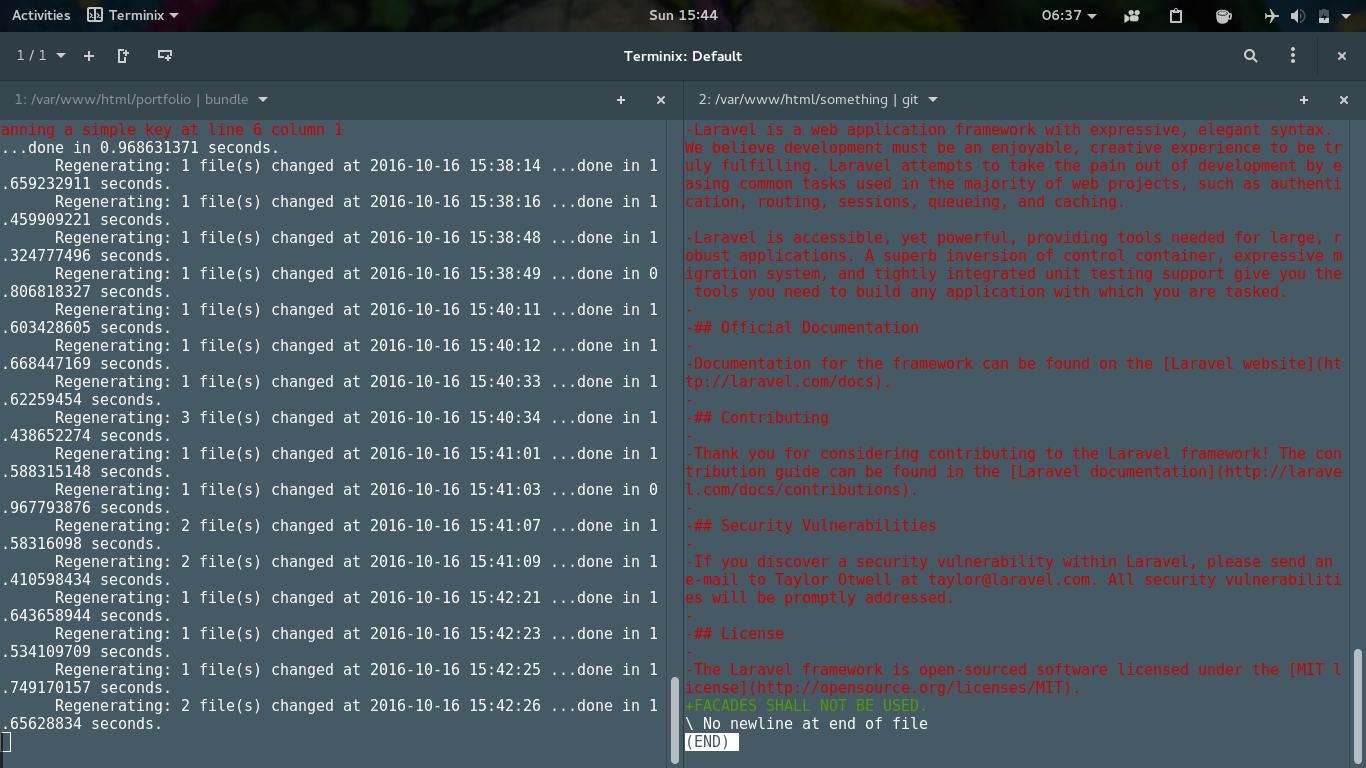 Activities Terminix Sun 15:44 06:37
1 / 1 Terminix: Default
1: /var/www/html/portfolio | bundle
anning a simple key at line 6 column 1
...done in 0.968631371 seconds.
      Regenerating: 1 file(s) changed at 2016-10-16 15:38:14 ...done in 1
.659232911 seconds.
      Regenerating: 1 file(s) changed at 2016-10-16 15:38:16 ...done in 1
.459909221 seconds.
      Regenerating: 1 file(s) changed at 2016-10-16 15:38:48 ...done in 1
.324777496 seconds.
      Regenerating: 1 file(s) changed at 2016-10-16 15:38:49 ...done in 0
.806818327 seconds.
      Regenerating: 1 file(s) changed at 2016-10-16 15:40:11 ...done in 1
.603428605 seconds.
      Regenerating: 1 file(s) changed at 2016-10-16 15:40:12 ...done in 1
.668447169 seconds.
      Regenerating: 1 file(s) changed at 2016-10-16 15:40:33 ...done in 1
.62259454 seconds.
      Regenerating: 3 file(s) changed at 2016-10-16 15:40:34 ...done in 1
.438652274 seconds.
      Regenerating: 1 file(s) changed at 2016-10-16 15:41:01 ...done in 1
.588315148 seconds.
      Regenerating: 1 file(s) changed at 2016-10-16 15:41:03 ...done in 0
.967793876 seconds.
      Regenerating: 2 file(s) changed at 2016-10-16 15:41:07 ...done in 1
.58316098 seconds.
      Regenerating: 2 file(s) changed at 2016-10-16 15:41:09 ...done in 1
.410598434 seconds.
      Regenerating: 1 file(s) changed at 2016-10-16 15:42:21 ...done in 1
.643658944 seconds.
      Regenerating: 1 file(s) changed at 2016-10-16 15:42:23 ...done in 1
.534109709 seconds.
      Regenerating: 1 file(s) changed at 2016-10-16 15:42:25 ...done in 1
.749170157 seconds.
      Regenerating: 2 file(s) changed at 2016-10-16 15:42:26 ...done in 1
.65628834 seconds.
2: /var/www/html/something | git
-Laravel is a web application framework with expressive, elegant syntax.
We believe development must be an enjoyable, creative experience to be tr
uly fulfilling. Laravel attempts to take the pain out of development by e
asing common tasks used in the majority of web projects, such as authenti
cation, routing, sessions, queueing, and caching.
-Laravel is accessible, yet powerful, providing tools needed for large, r
obust applications. A superb inversion of control container, expressive m
igration system, and tightly integrated unit testing support give you the
 tools you need to build any application with which you are tasked.
-
-## Official Documentation
-
-Documentation for the framework can be found on the [Laravel website](ht
tp://laravel.com/docs).
-
-## Contributing
-
-Thank you for considering contributing to the Laravel framework! The con
tribution guide can be found in the [Laravel documentation](http://larave
l.com/docs/contributions).
-
-## Security Vulnerabilities
-
-If you discover a security vulnerability within Laravel, please send an
e-mail to Taylor Otwell at taylor@laravel.com. All security vulnerabiliti
es will be promptly addressed.
-
-## License
-
-The Laravel framework is open-sourced software licensed under the [MIT l
icense](http://opensource.org/licenses/MIT).
+FACADES SHALL NOT BE USED.
\ No newline at end of file
(END)